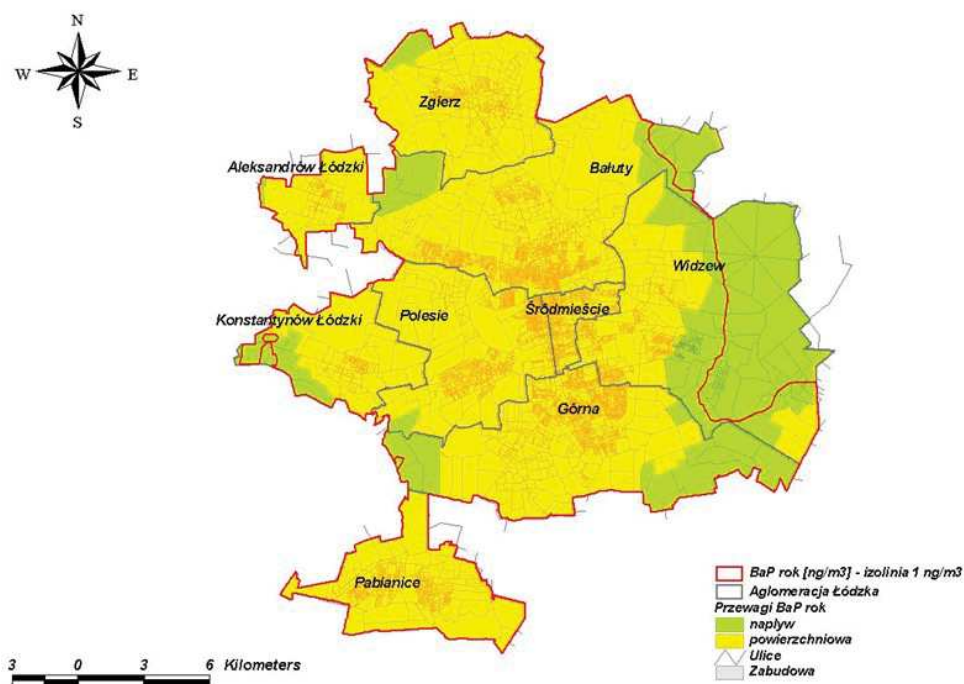 N
W E
S
Zgierz
Aleksandrów Łódzki
Bałuty
Widzew
Konstantynów Łódzki
Polesie
Śródmieście
Górna
Pabianice
BaP rok [ng/m3] - izolinia 1 ng/m3
Aglomeracja Łódzka
Przewagi BaP rok
napływ
powierzchniowa
Ulice
Zabudowa
3 0 3 6 Kilometers